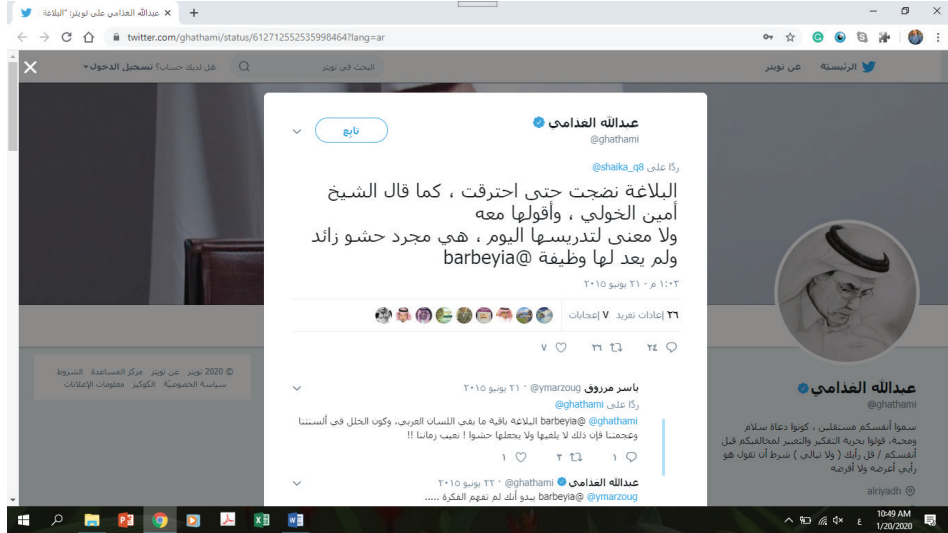 عبدالله الغذامي على تويتر: "البلاغة
twitter.com/ghathami/status/612712552535998464?lang=ar
الرئيسية
عن تويتر
البحث في تويتر
هل لديك حساب؟ تسجيل الدخول
عبدالله الغذامي
@ghathami
تابِع
ردًا على @shaika_q8
البلاغة نضجت حتى احترقت ، كما قال الشيخ
أمين الخولي ، وأقولها معه
ولا معنى لتدريسها اليوم ، هي مجرد حشو زائد
ولم يعد لها وظيفة @barbeyia
١:٠٣ م - ٢١ يونيو ٢٠١٥
٢٦ إعادات تغريد ٧ إعجابات
٢٤ ٢٦ ٧
ياسر مرزوق @ymarzoug · ٢١ يونيو ٢٠١٥
ردًا على @ghathami
@ghathami @barbeyia البلاغة باقية ما بقي اللسان العربي، وكون الخلل في ألسنتنا
وعجمتنا فإن ذلك لا يلغيها ولا يجعلها حشوا ! نعيب زماننا !!
١ ٢ ١
عبدالله الغذامي @ghathami · ٢٢ يونيو ٢٠١٥
@ymarzoug @barbeyia يبدو أنك لم تفهم الفكرة .....
© 2020 تويتر عن تويتر مركز المساعدة الشروط
سياسة الخصوصيّة الكوكيز معلومات الإعلانات
عبدالله الغذامي
@ghathami
سموا أنفسكم مستقلين ، كونوا دعاة سلام
ومحبة، قولوا بحرية التفكير والتعبير لمخالفيكم قبل
أنفسكم / قل رأيك ( ولا تبالي ) شرط أن تقول هو
رأيي أعرضه ولا أفرضه
alriyadh
ع
10:49 AM
1/20/2020